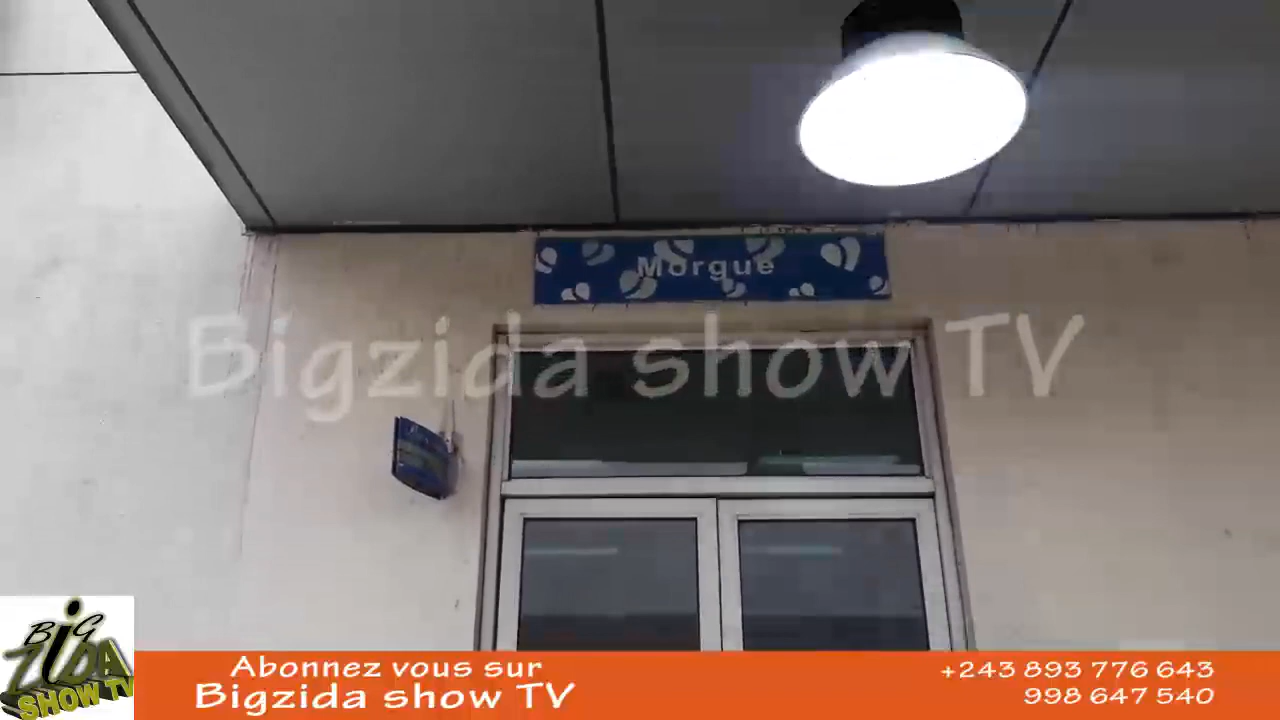 Morgue
Bigzida show TV
BiG
ZIDA
SHOW TV
Abonnez vous sur
Bigzida show TV
+243 893 776 643
998 647 540